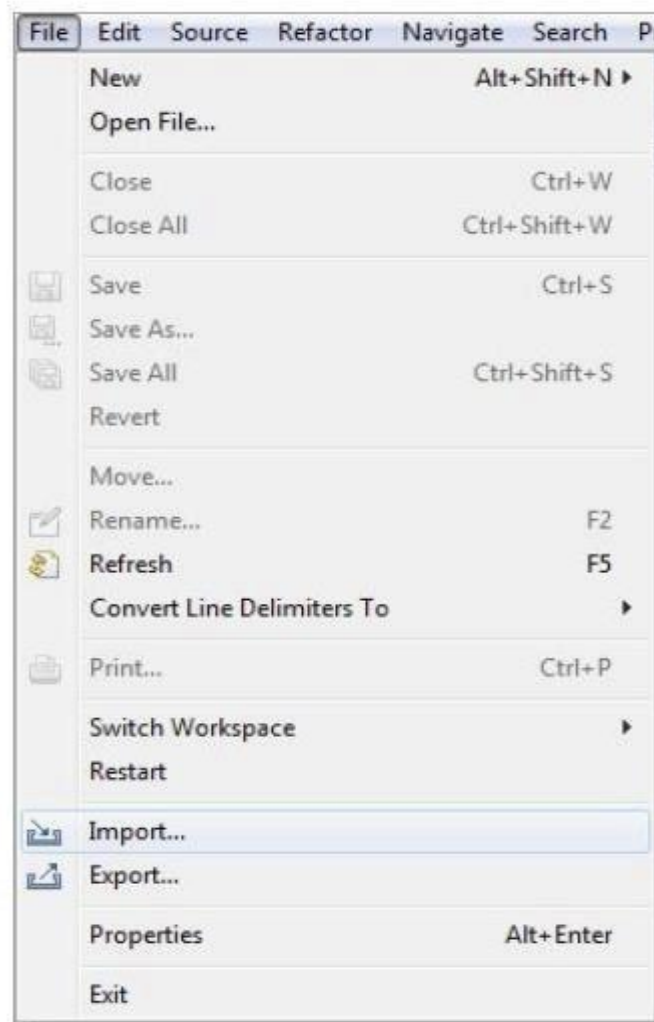 File Edit Source Refactor Navigate Search P
New Alt+Shift+N
Open File...
Close Ctrl+W
Close All Ctrl+Shift+W
Save Ctrl+S
Save As...
Save All Ctrl+Shift+S
Revert
Move...
Rename... F2
Refresh F5
Convert Line Delimiters To
Print... Ctrl+P
Switch Workspace
Restart
Import...
Export...
Properties Alt+Enter
Exit